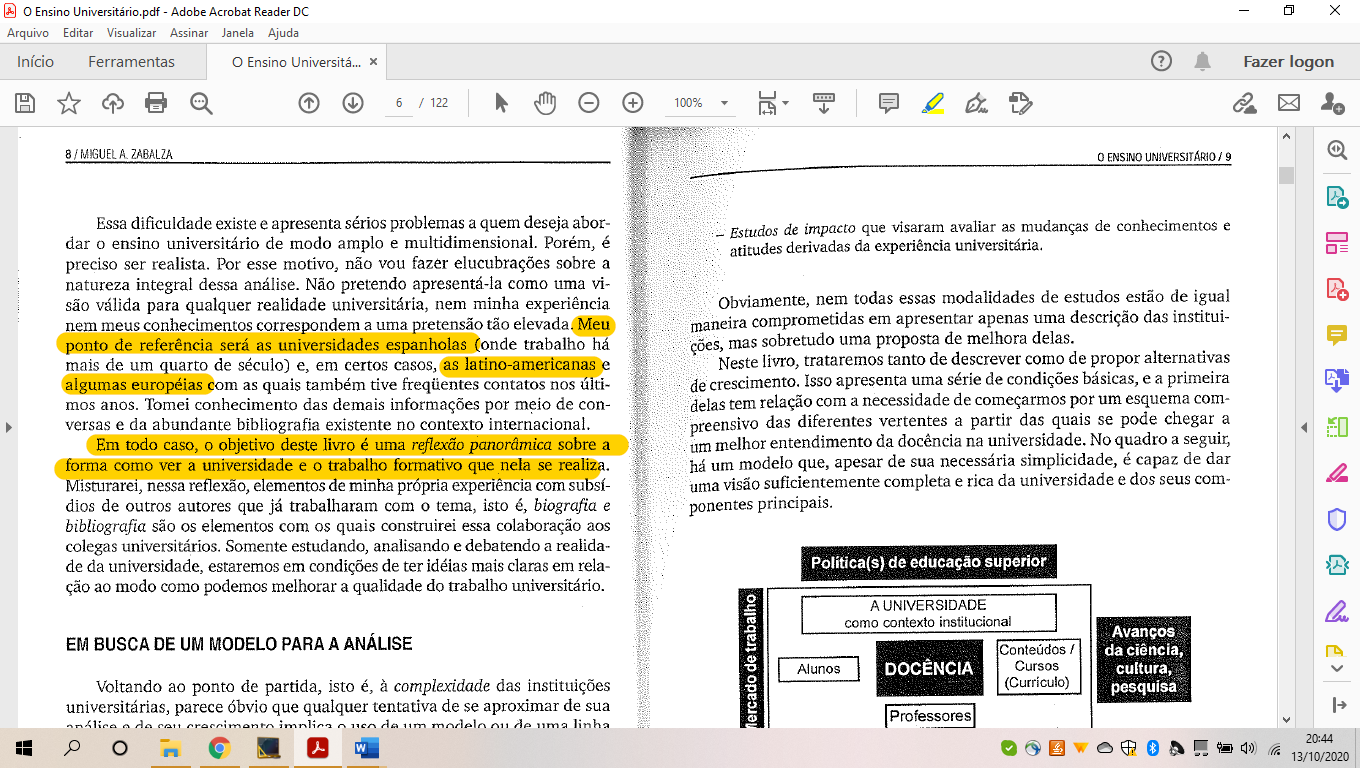 O Ensino Universitário.pdf - Adobe Acrobat Reader DC
Arquivo Editar Visualizar Assinar Janela Ajuda
Início Ferramentas O Ensino Universitá... × Fazer logon
6 / 122 100%
8 / MIGUEL A. ZABALZA
Essa dificuldade existe e apresenta sérios problemas a quem deseja abor-
dar o ensino universitário de modo amplo e multidimensional. Porém, é
preciso ser realista. Por esse motivo, não vou fazer elucubrações sobre a
natureza integral dessa análise. Não pretendo apresentá-la como uma vi-
são válida para qualquer realidade universitária, nem minha experiência
nem meus conhecimentos correspondem a uma pretensão tão elevada. Meu
ponto de referência será as universidades espanholas (onde trabalho há
mais de um quarto de século) e, em certos casos, as latino-americanas e
algumas européias com as quais também tive freqüentes contatos nos últi-
mos anos. Tomei conhecimento das demais informações por meio de con-
versas e da abundante bibliografia existente no contexto internacional.
Em todo caso, o objetivo deste livro é uma reflexão panorâmica sobre a
forma como ver a universidade e o trabalho formativo que nela se realiza.
Misturarei, nessa reflexão, elementos de minha própria experiência com subsí-
dios de outros autores que já trabalharam com o tema, isto é, biografia e
bibliografia são os elementos com os quais construirei essa colaboração aos
colegas universitários. Somente estudando, analisando e debatendo a realida-
de da universidade, estaremos em condições de ter idéias mais claras em rela-
ção ao modo como podemos melhorar a qualidade do trabalho universitário.
EM BUSCA DE UM MODELO PARA A ANÁLISE
Voltando ao ponto de partida, isto é, à complexidade das instituições
universitárias, parece óbvio que qualquer tentativa de se aproximar de sua
análise e de seu crescimento implica o uso de um modelo ou de uma linha
O ENSINO UNIVERSITÁRIO / 9
– Estudos de impacto que visaram avaliar as mudanças de conhecimentos e
atitudes derivadas da experiência universitária.
Obviamente, nem todas essas modalidades de estudos estão de igual
maneira comprometidas em apresentar apenas uma descrição das institui-
ções, mas sobretudo uma proposta de melhora delas.
Neste livro, trataremos tanto de descrever como de propor alternativas
de crescimento. Isso apresenta uma série de condições básicas, e a primeira
delas tem relação com a necessidade de começarmos por um esquema com-
preensivo das diferentes vertentes a partir das quais se pode chegar a
um melhor entendimento da docência na universidade. No quadro a seguir,
há um modelo que, apesar de sua necessária simplicidade, é capaz de dar
uma visão suficientemente completa e rica da universidade e dos seus com-
ponentes principais.
Política(s) de educação superior
Mercado de trabalho
A UNIVERSIDADE
como contexto institucional
Alunos
DOCÊNCIA
Conteúdos /
Cursos
(Currículo)
Professores
Avanços
da ciência,
cultura,
pesquisa
20:44
13/10/2020